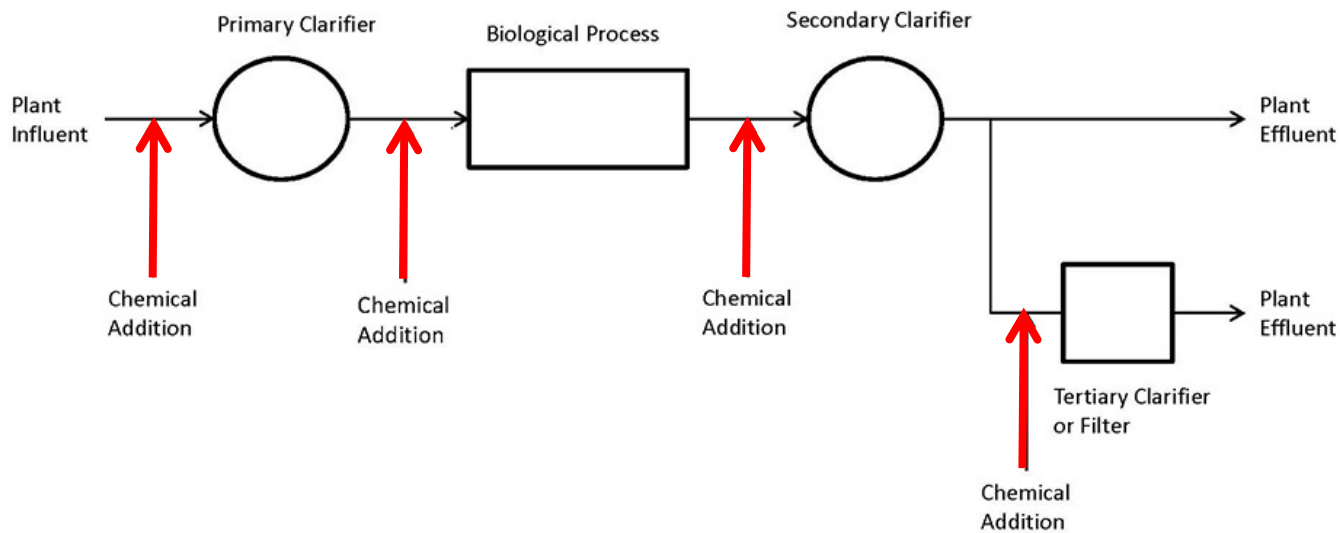 Primary Clarifier
Biological Process
Secondary Clarifier
Plant
Influent
Plant
Effluent
Chemical
Addition
Chemical
Addition
Chemical
Addition
Plant
Effluent
Tertiary Clarifier
or Filter
Chemical
Addition